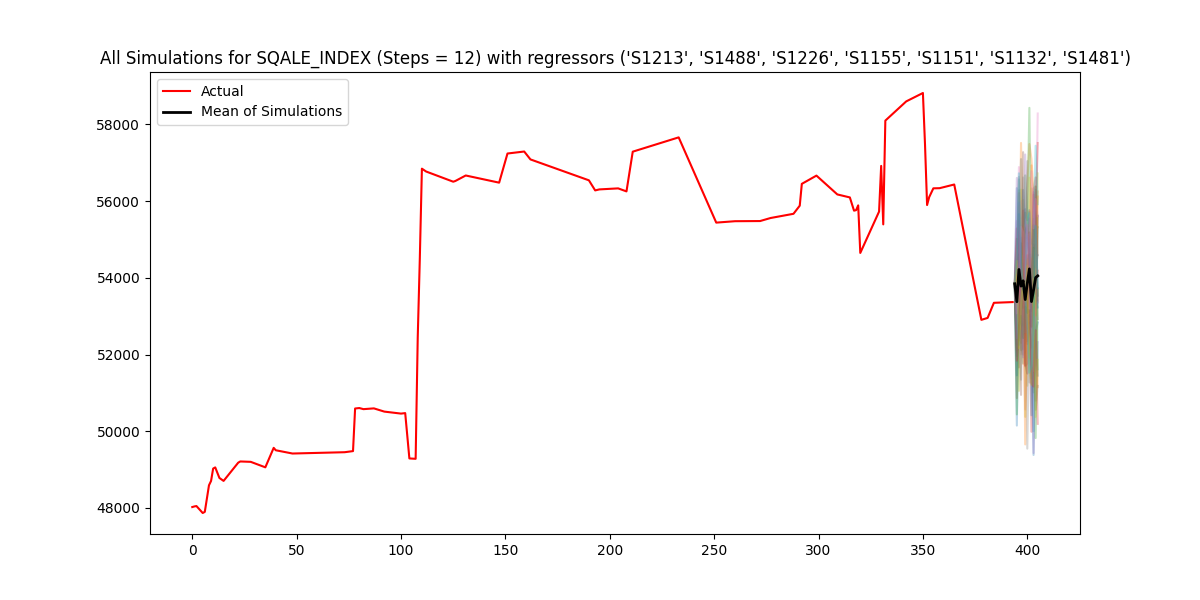 All Simulations for SQALE_INDEX (Steps = 12) with regressors ('S1213', 'S1488', 'S1226', 'S1155', 'S1151', 'S1132', 'S1481')
Actual
Mean of Simulations
58000
56000
54000
52000
50000
48000
0 50 100 150 200 250 300 350 400